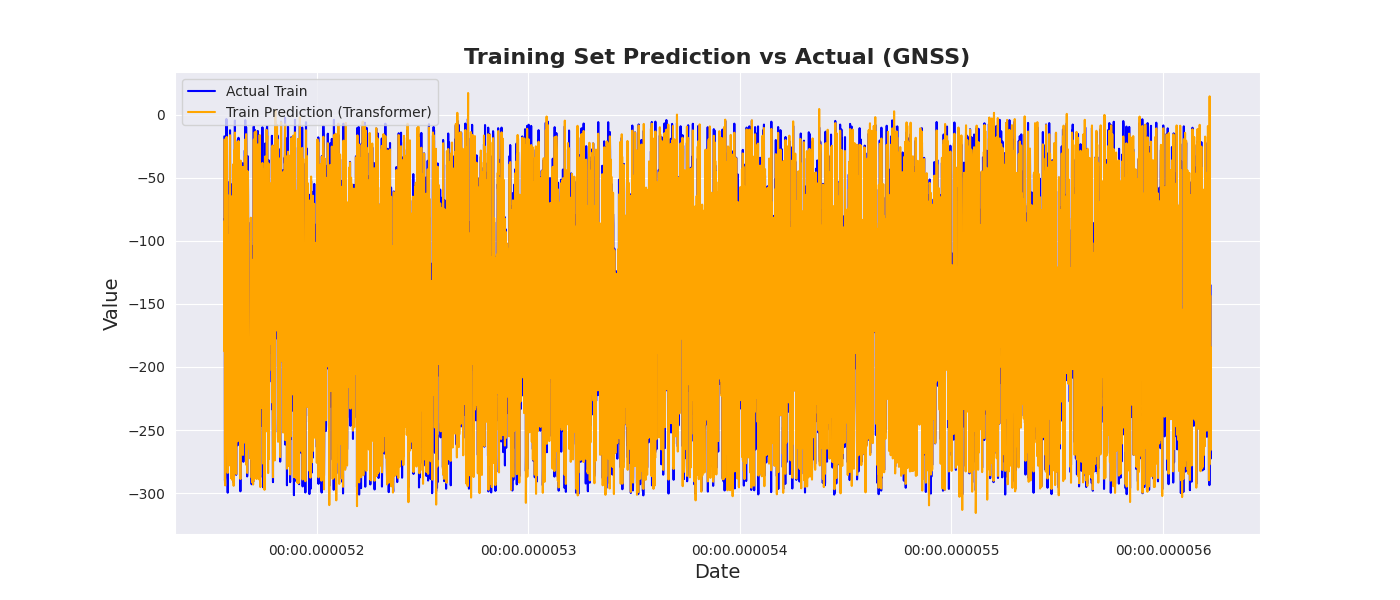 Training Set Prediction vs Actual (GNSS)
Actual Train
Train Prediction (Transformer)
0
−50
−100
−150
−200
−250
−300
Value
00:00.000052
00:00.000053
00:00.000054
00:00.000055
00:00.000056
Date